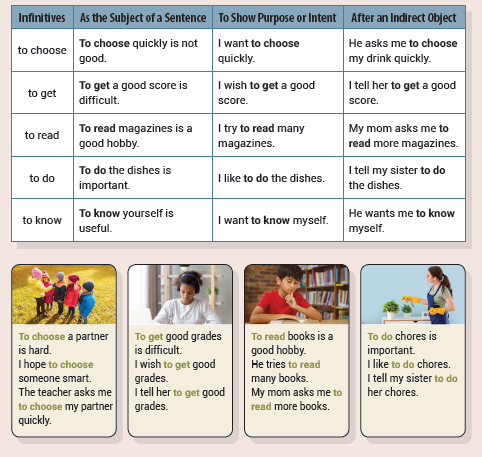 Infinitives
As the Subject of a Sentence
To Show Purpose or Intent
After an Indirect Object
to choose
To choose quickly is not
good.
I want to choose
quickly.
He asks me to choose
my drink quickly.
to get
To get a good score is
difficult.
I wish to get a good
score.
I tell her to get a good
score.
to read
To read magazines is a
good hobby.
I try to read many
magazines.
My mom asks me to
read more magazines.
to do
To do the dishes is
important.
I like to do the dishes.
I tell my sister to do
the dishes.
to know
To know yourself is
useful.
I want to know myself.
He wants me to know
myself.
To choose a partner
is hard.
I hope to choose
someone smart.
The teacher asks me
to choose my partner
quickly.
To get good grades
is difficult.
I wish to get good
grades.
I tell her to get good
grades.
To read books is a
good hobby.
He tries to read
many books.
My mom asks me to
read more books.
To do chores is
important.
I like to do chores.
I tell my sister to do
her chores.